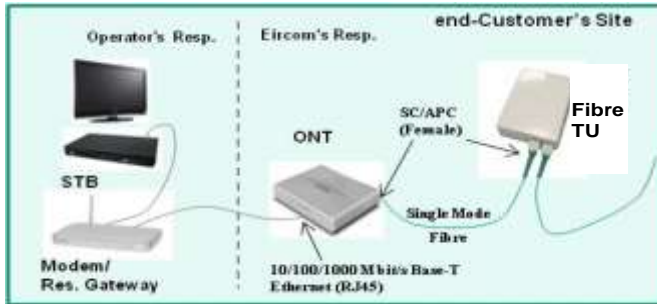 end-Customer's Site
Operator's Resp.
Eircom's Resp.
SC/APC
(Female)
Fibre
TU
ONT
STB
Single Mode
Fibre
Modem/
Res. Gateway
10/100/1000 Mbit/s Base-T
Ethernet (RJ45)